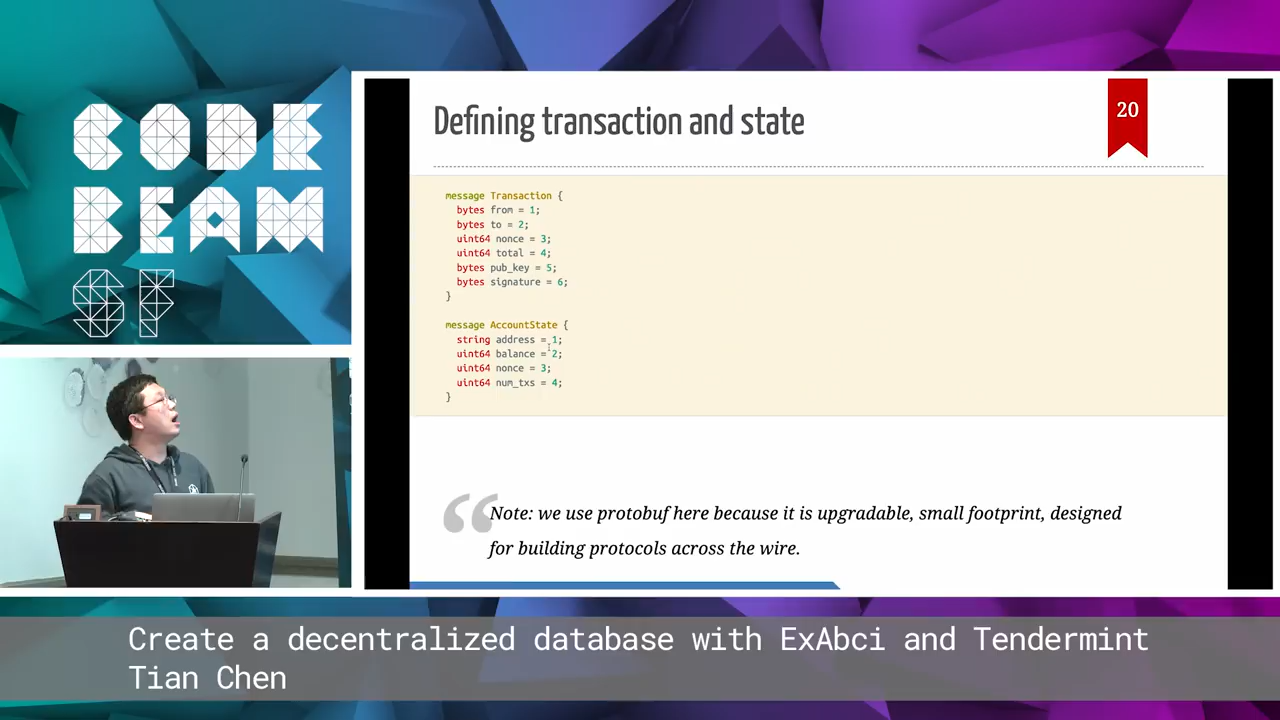 CODE
BEAM
SF
Defining transaction and state
20
message Transaction {
bytes from = 1;
bytes to = 2;
uint64 nonce = 3;
uint64 total = 4;
bytes pub_key = 5;
bytes signature = 6;
}
message AccountState {
string address = 1;
uint64 balance = 2;
uint64 nonce = 3;
uint64 num_txs = 4;
}
“Note: we use protobuf here because it is upgradable, small footprint, designed
for building protocols across the wire.
Create a decentralized database with ExAbci and Tendermint
Tian Chen